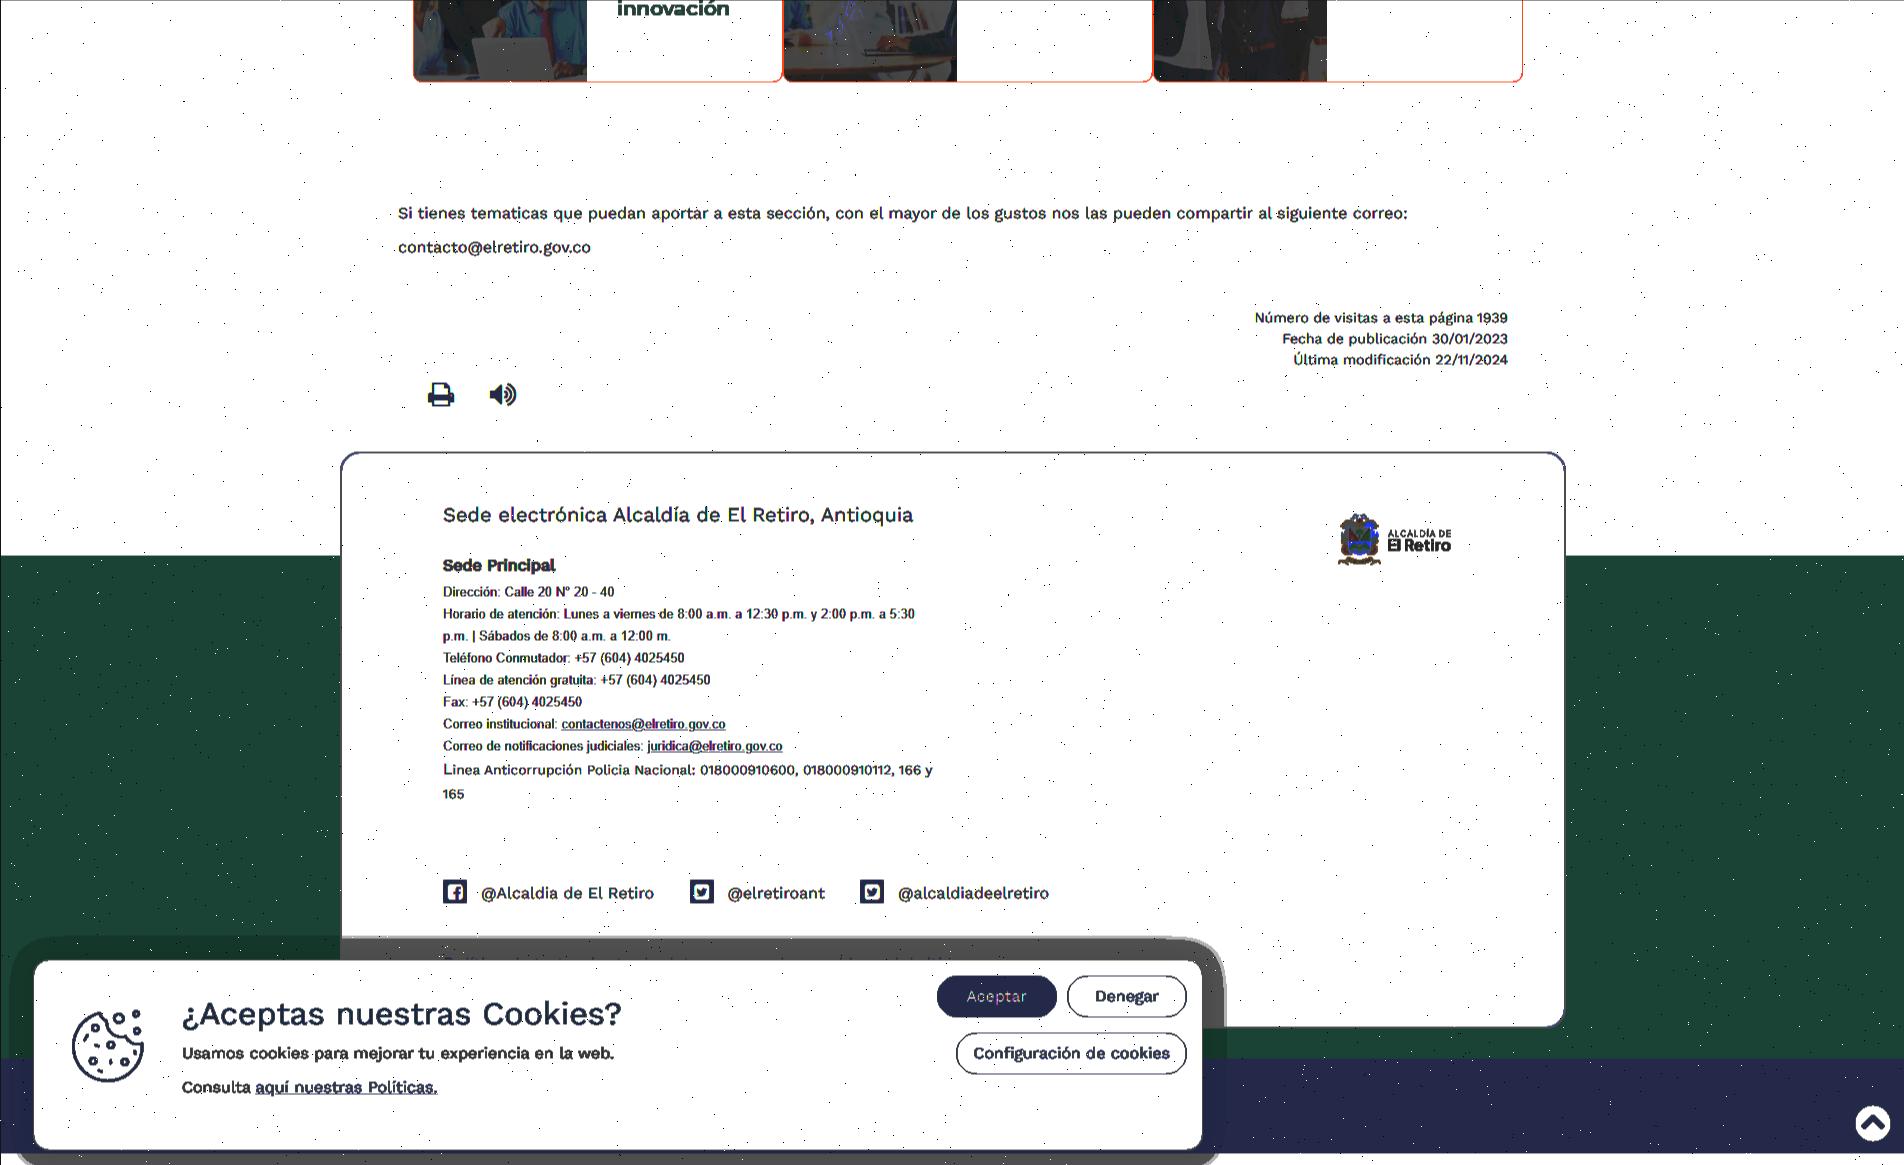 innovación
Si tienes tematicas que puedan aportar a esta sección, con el mayor de los gustos nos las pueden compartir al siguiente correo:
contacto@elretiro.gov.co
Número de visitas a esta página 1939
Fecha de publicación 30/01/2023
Última modificación 22/11/2024
Sede electrónica Alcaldía de El Retiro, Antioquia
ALCALDÍA DE
El Retiro
Sede Principal
Dirección: Calle 20 N° 20 - 40
Horario de atención: Lunes a viernes de 8:00 a.m. a 12:30 p.m. y 2:00 p.m. a 5:30
p.m. | Sábados de 8:00 a.m. a 12:00 m.
Teléfono Conmutador: +57 (604) 4025450
Línea de atención gratuita: +57 (604) 4025450
Fax: +57 (604) 4025450
Correo institucional: contactenos@elretiro.gov.co
Correo de notificaciones judiciales: juridica@elretiro.gov.co
Linea Anticorrupción Policia Nacional: 018000910600, 018000910112, 166 y
165
@Alcaldia de El Retiro @elretiroant @alcaldiadeelretiro
¿Aceptas nuestras Cookies?
Usamos cookies para mejorar tu experiencia en la web.
Consulta aquí nuestras Políticas.
Aceptar Denegar
Configuración de cookies